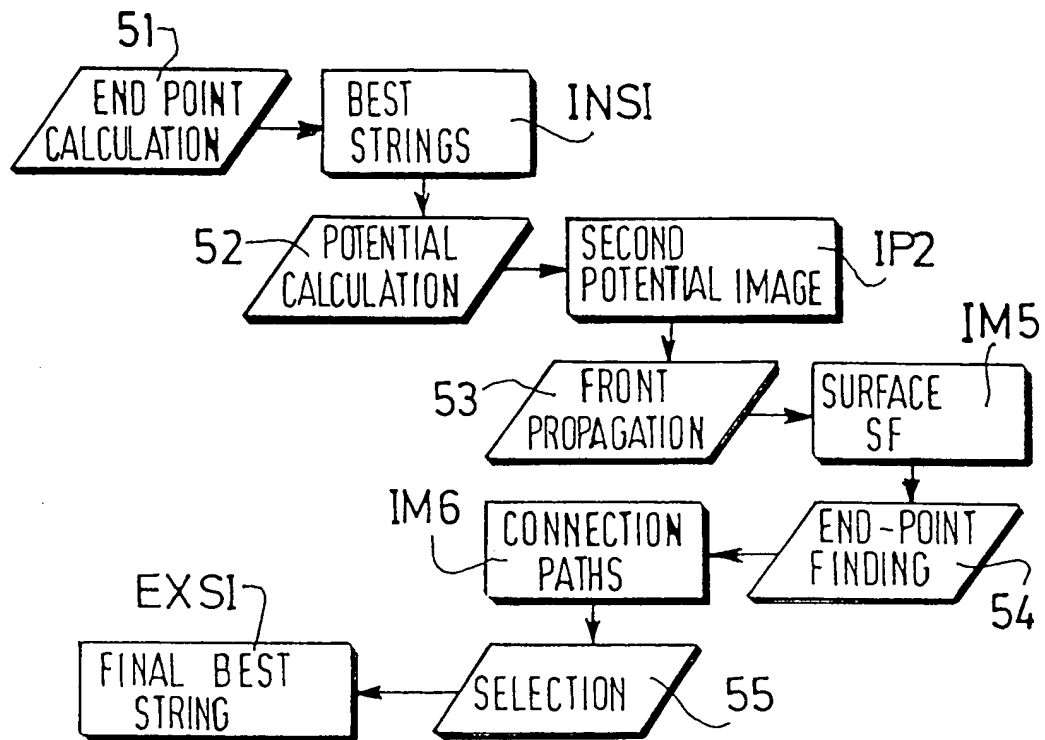 51
END POINT
CALCULATION
BEST
STRINGS
INSI
52
POTENTIAL
CALCULATION
SECOND
POTENTIAL IMAGE
IP2
53
FRONT
PROPAGATION
SURFACE
SF
IM5
IM6
CONNECTION
PATHS
END-POINT
FINDING
54
EXSI
FINAL BEST
STRING
SELECTION
55